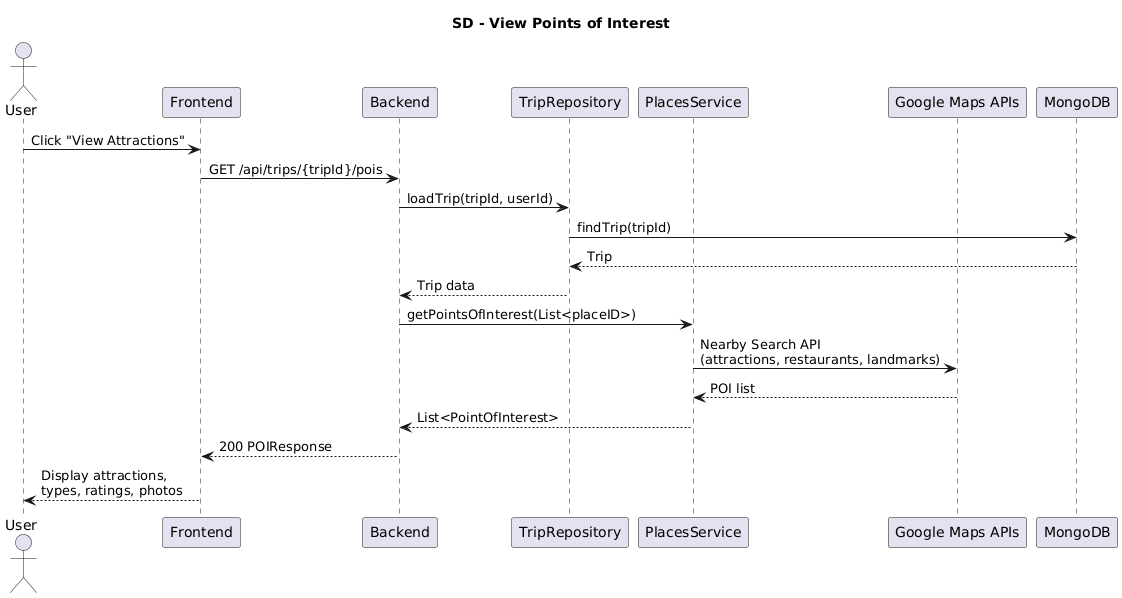 SD - View Points of Interest
User
Frontend
Backend
TripRepository
PlacesService
Google Maps APIs
MongoDB
Click "View Attractions"
GET /api/trips/{tripId}/pois
loadTrip(tripId, userId)
findTrip(tripId)
Trip
Trip data
getPointsOfInterest(List<placeID>)
Nearby Search API
(attractions, restaurants, landmarks)
POI list
List<PointOfInterest>
200 POIResponse
Display attractions,
types, ratings, photos
User
Frontend
Backend
TripRepository
PlacesService
Google Maps APIs
MongoDB